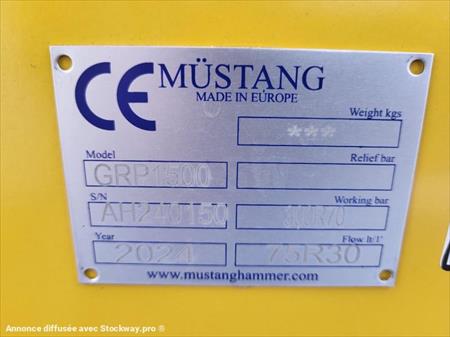 CE MÜSTANG
MADE IN EUROPE
Weight kgs
***
Model
GRP1500
Relief bar
S/N
AH240150
Working bar
Year
2024
Flow lt/1'
75R30
www.mustanghammer.com
Annonce diffusée avec Stockway.pro ®